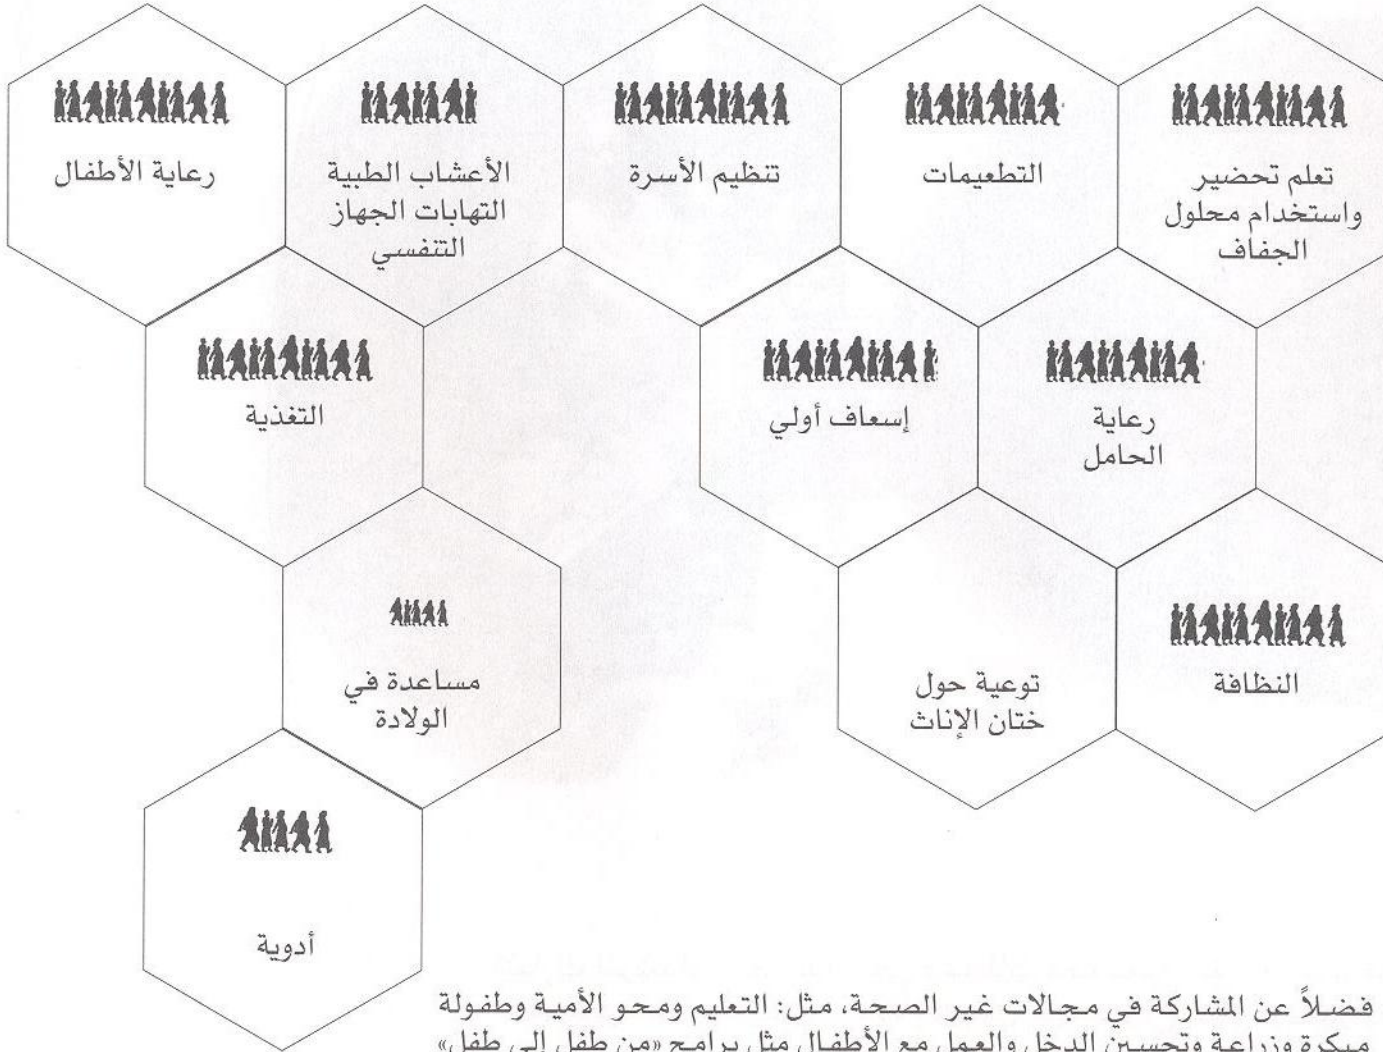 تعلم تحضير
واستخدام محلول
الجفاف
التطعيمات
تنظيم الأسرة
الأعشاب الطبية
التهابات الجهاز
التنفسي
رعاية الأطفال
رعاية
الحامل
إسعاف أولي
التغذية
النظافة
توعية حول
ختان الإناث
مساعدة في
الولادة
أدوية
فضلاً عن المشاركة في مجالات غير الصحة، مثل: التعليم ومحو الأمية وطفولة
مبكرة وزراعة وتحسين الدخل والعمل مع الأطفال مثل برامج «من طفل إلى طفل»